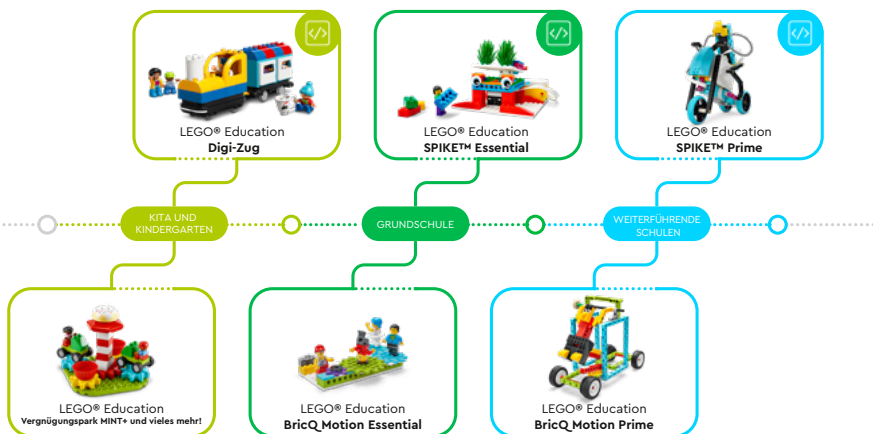 </>
</>
</>
LEGO® Education
Digi-Zug
LEGO® Education
SPIKE™ Essential
LEGO® Education
SPIKE™ Prime
KITA UND
KINDERGARTEN
GRUNDSCHULE
WEITERFÜHRENDE
SCHULEN
LEGO® Education
Vergnügungspark MINT+ und vieles mehr!
LEGO® Education
BricQ Motion Essential
LEGO® Education
BricQ Motion Prime